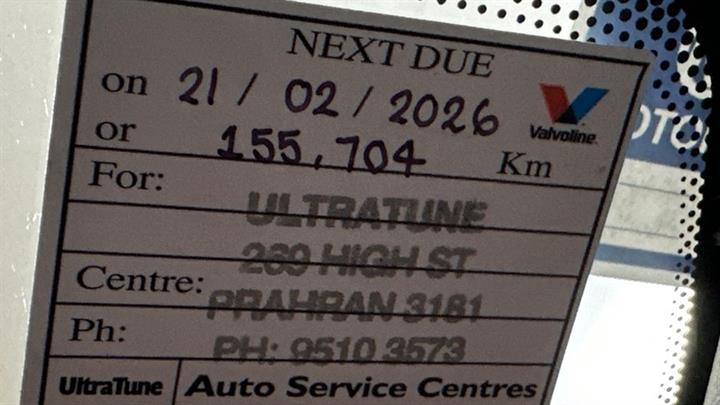 NEXT DUE
on 21 / 02 / 2026
Valvoline
or 155,704 Km
For: ULTRATUNE
269 HIGH ST
Centre: PRAHRAN 3181
Ph: PH: 9510 3573
UltraTune Auto Service Centres